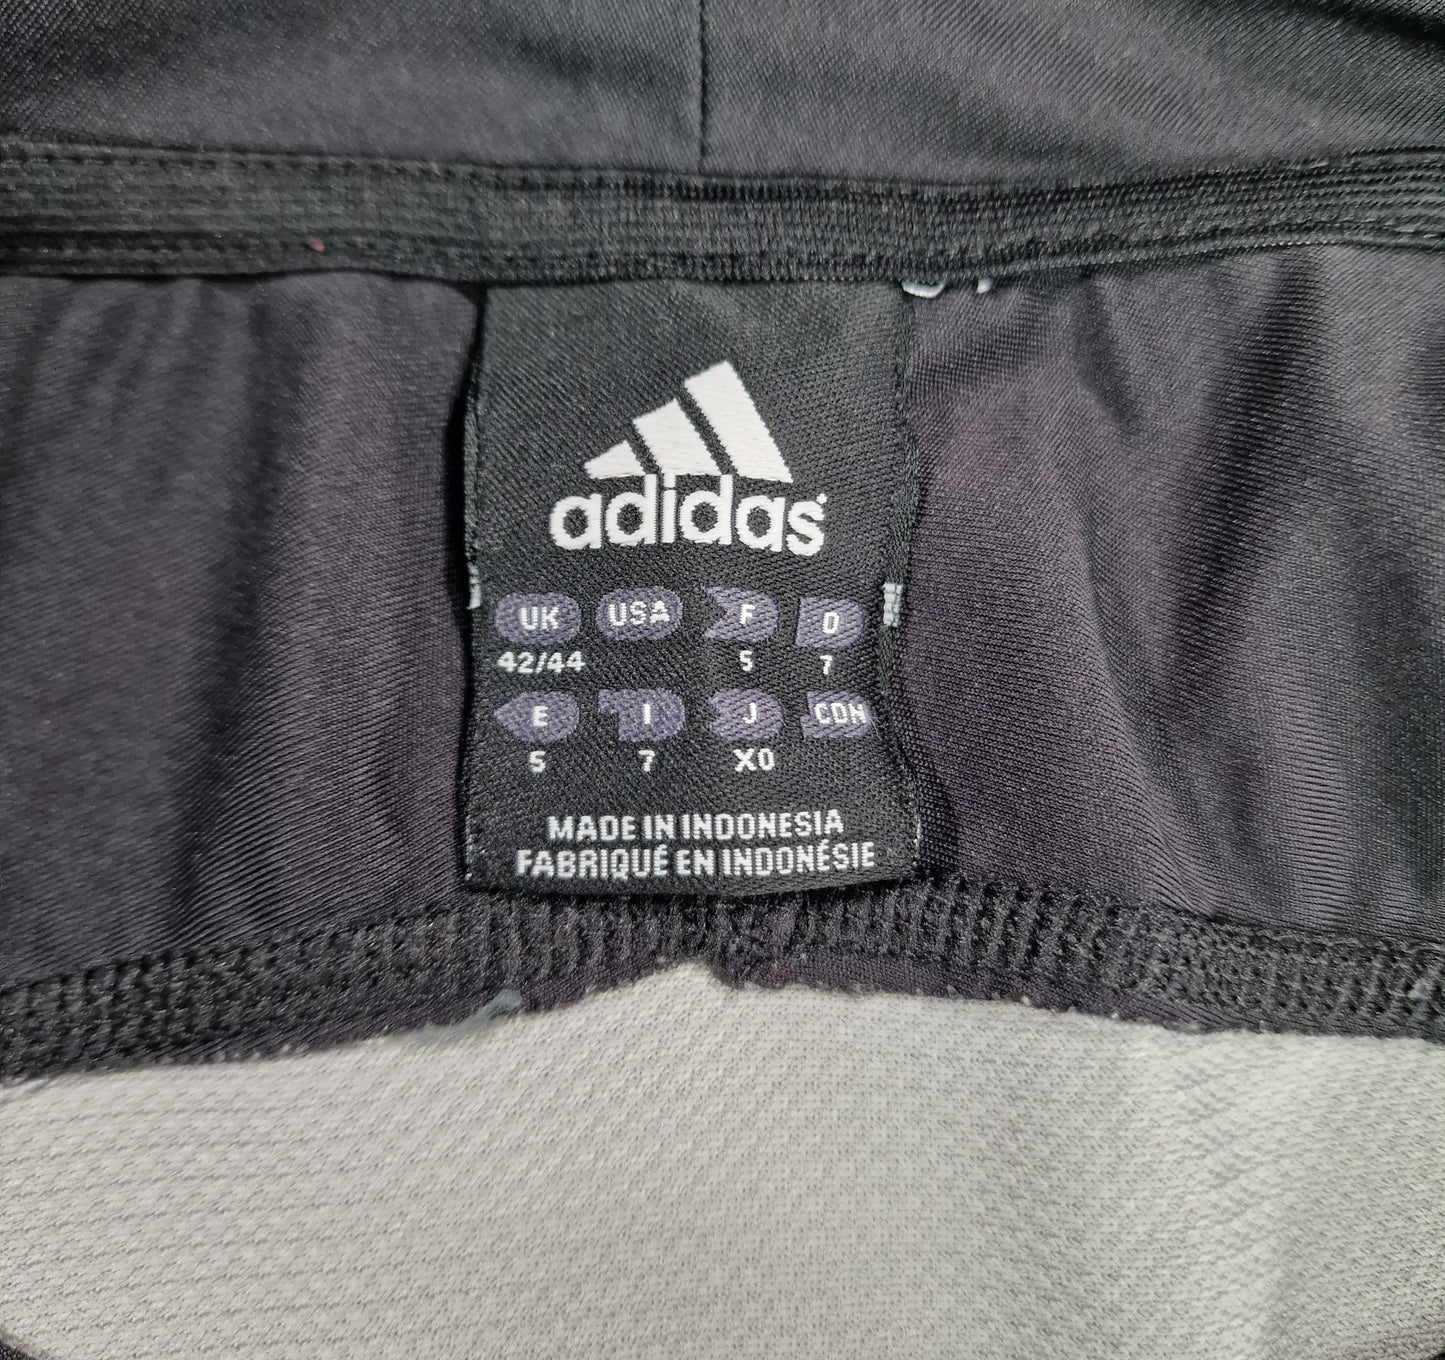 adidas
UK USA F D
42/44 5 7
E I J CDN
5 7 XO
MADE IN INDONESIA
FABRIQUÉ EN INDONÉSIE